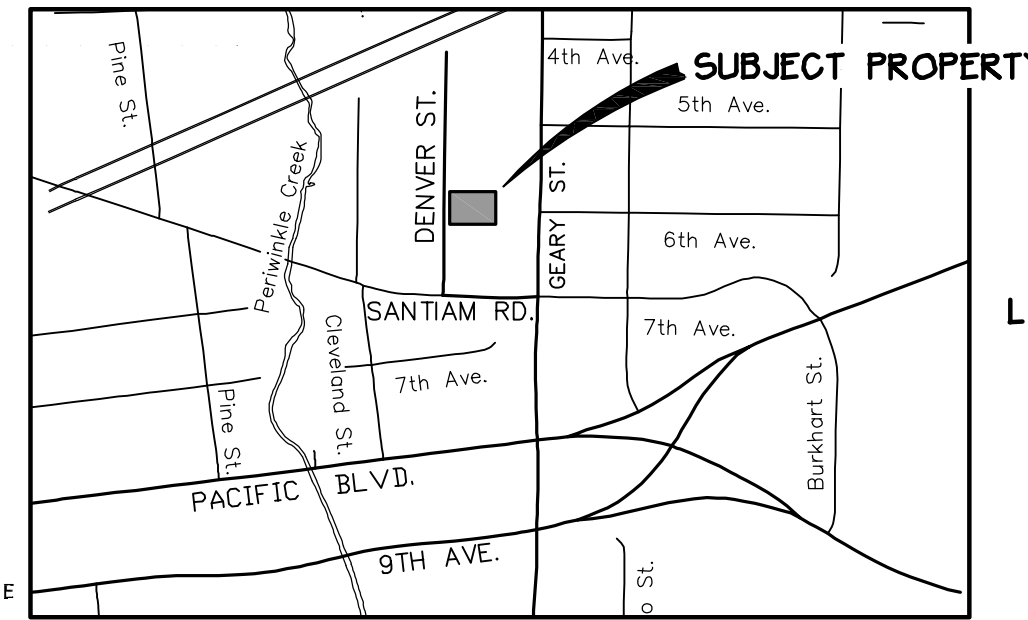 Pine St.
4th Ave.
SUBJECT PROPERTY
5th Ave.
DENVER ST.
GEARY ST.
Periwinkle Creek
6th Ave.
SANTIAM RD.
L
7th Ave.
Cleveland St.
7th Ave.
Burkhart St.
Pine St.
PACIFIC BLVD.
9TH AVE.
o St.
E